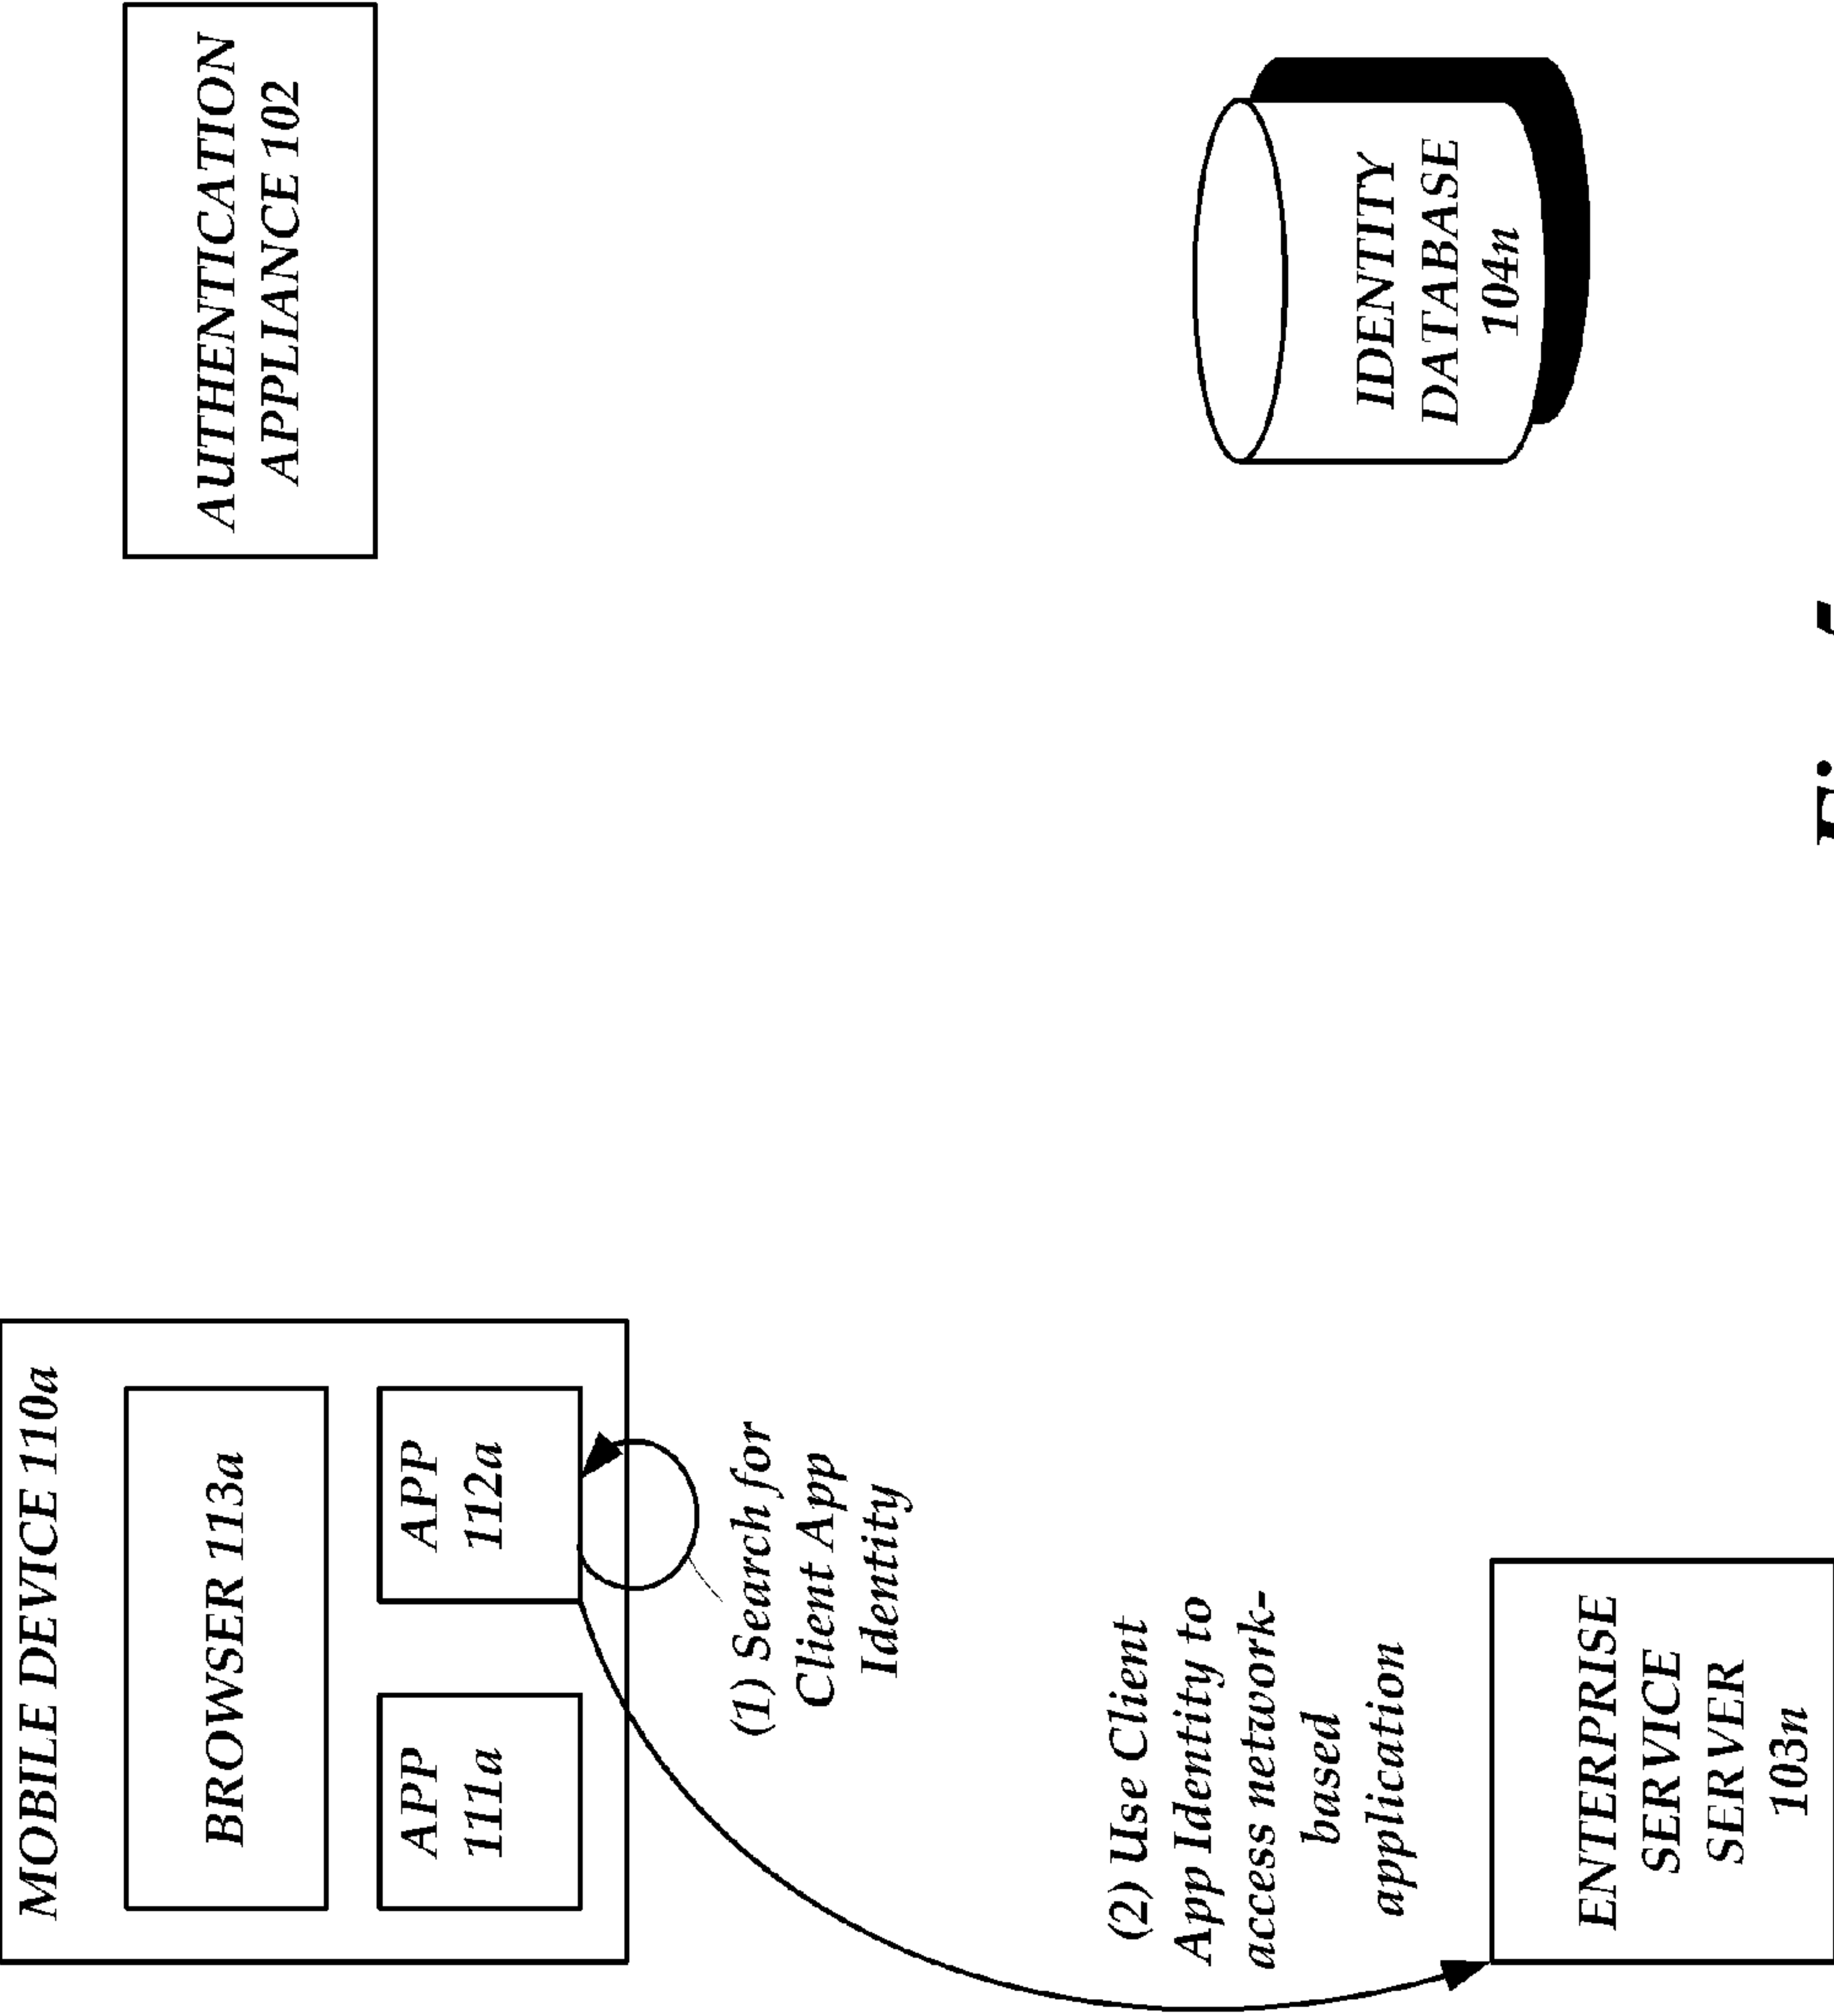 MOBILE DEVICE 110a
BROWSER 113a
APP
111a
APP
112a
(1) Search for
Client App
Identity
(2) Use Client
App Identity to
access network-
based
application
ENTERPRISE
SERVICE
SERVER
103n
AUTHENTICATION
APPLIANCE 102
IDENTITY
DATABASE
104n